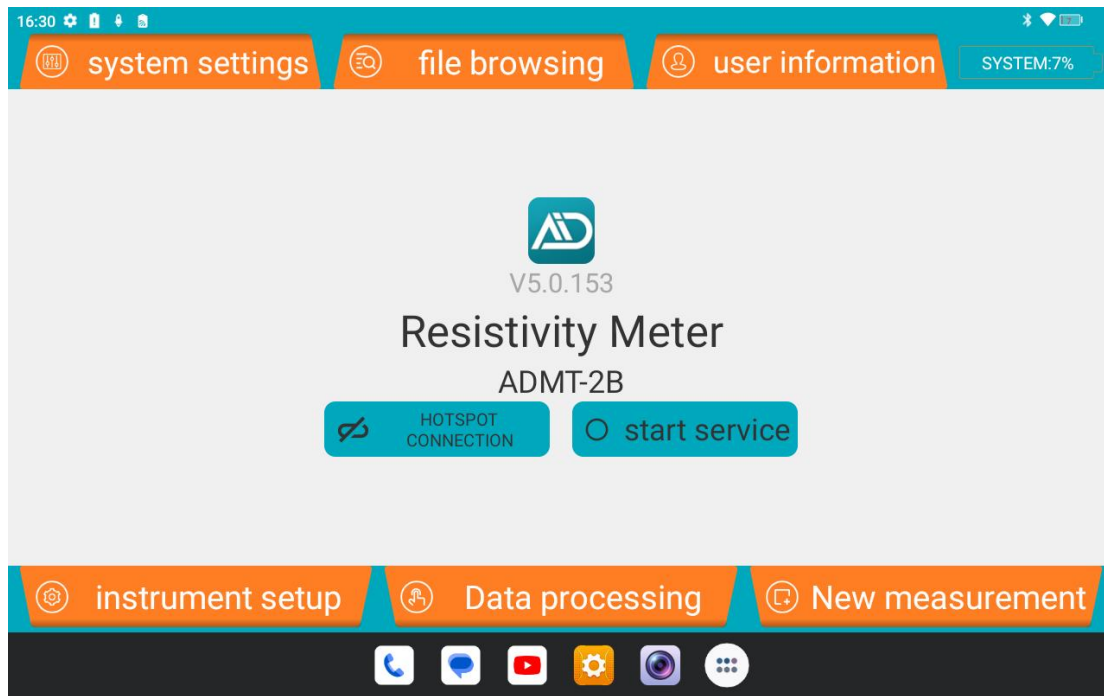 16:30
system settings
file browsing
user information
SYSTEM:7%
V5.0.153
Resistivity Meter
ADMT-2B
HOTSPOT
CONNECTION
start service
instrument setup
Data processing
New measurement